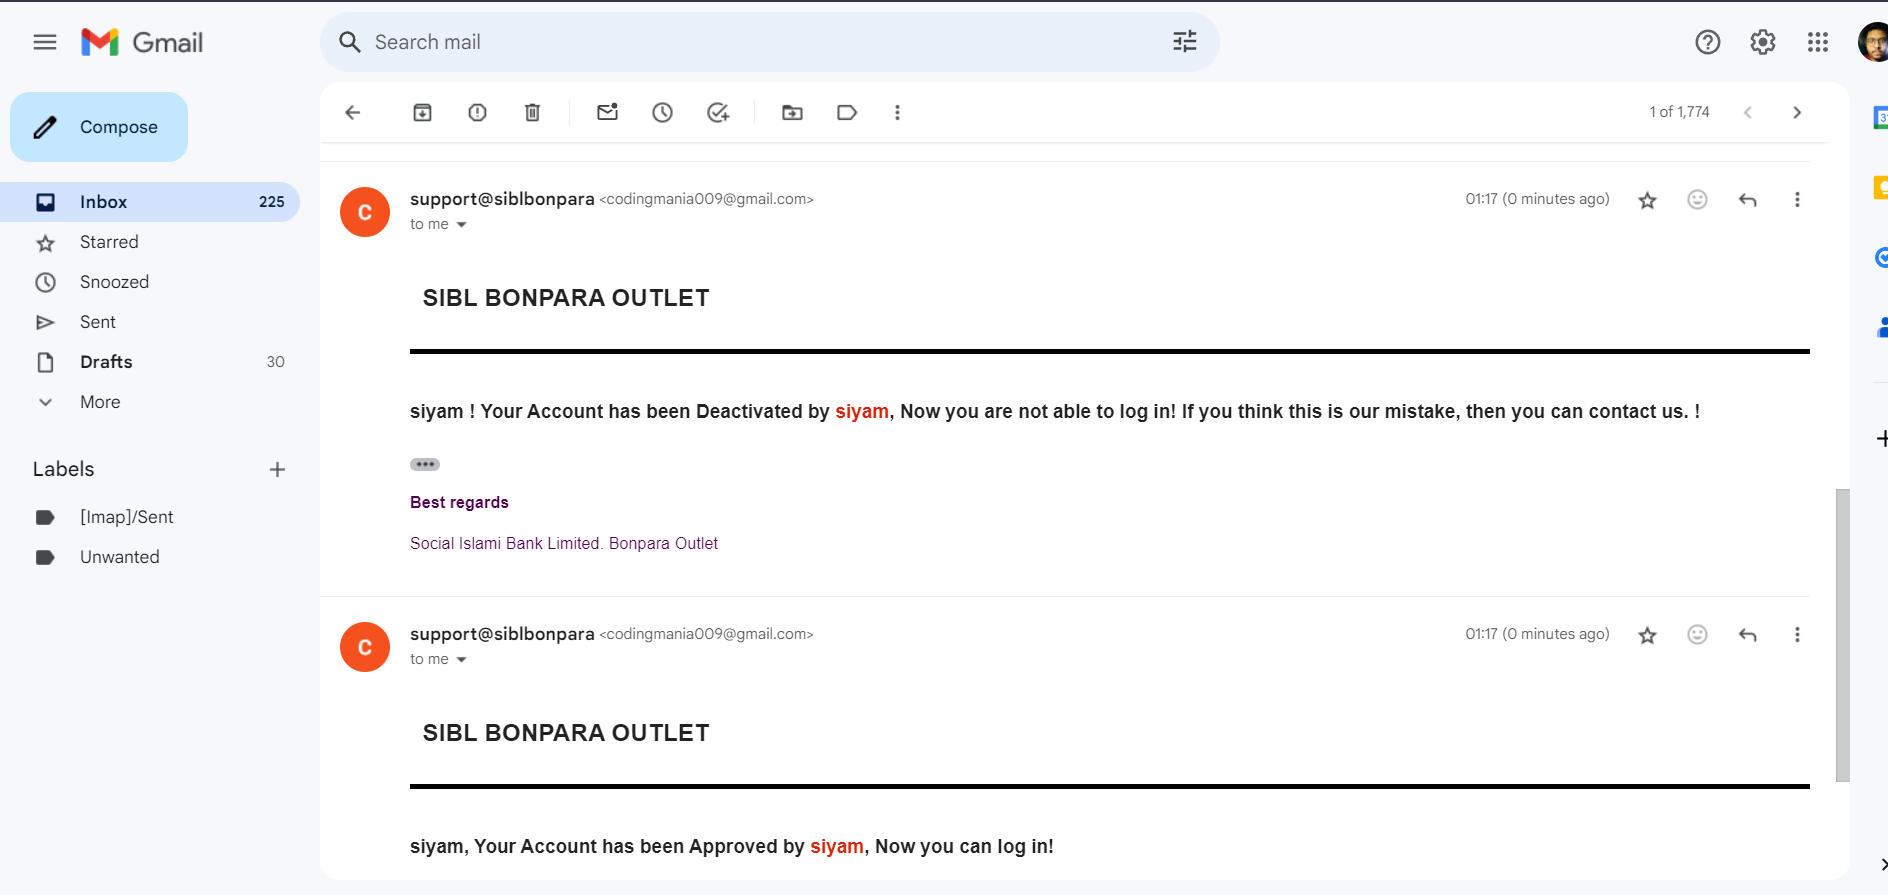 Gmail
Search mail
Compose
1 of 1,774
Inbox 225
Starred
Snoozed
Sent
Drafts 30
More
Labels
[Imap]/Sent
Unwanted
C
support@siblbonpara <codingmania009@gmail.com>
01:17 (0 minutes ago)
to me
SIBL BONPARA OUTLET
siyam ! Your Account has been Deactivated by siyam, Now you are not able to log in! If you think this is our mistake, then you can contact us. !
Best regards
Social Islami Bank Limited. Bonpara Outlet
C
support@siblbonpara <codingmania009@gmail.com>
01:17 (0 minutes ago)
to me
SIBL BONPARA OUTLET
siyam, Your Account has been Approved by siyam, Now you can log in!